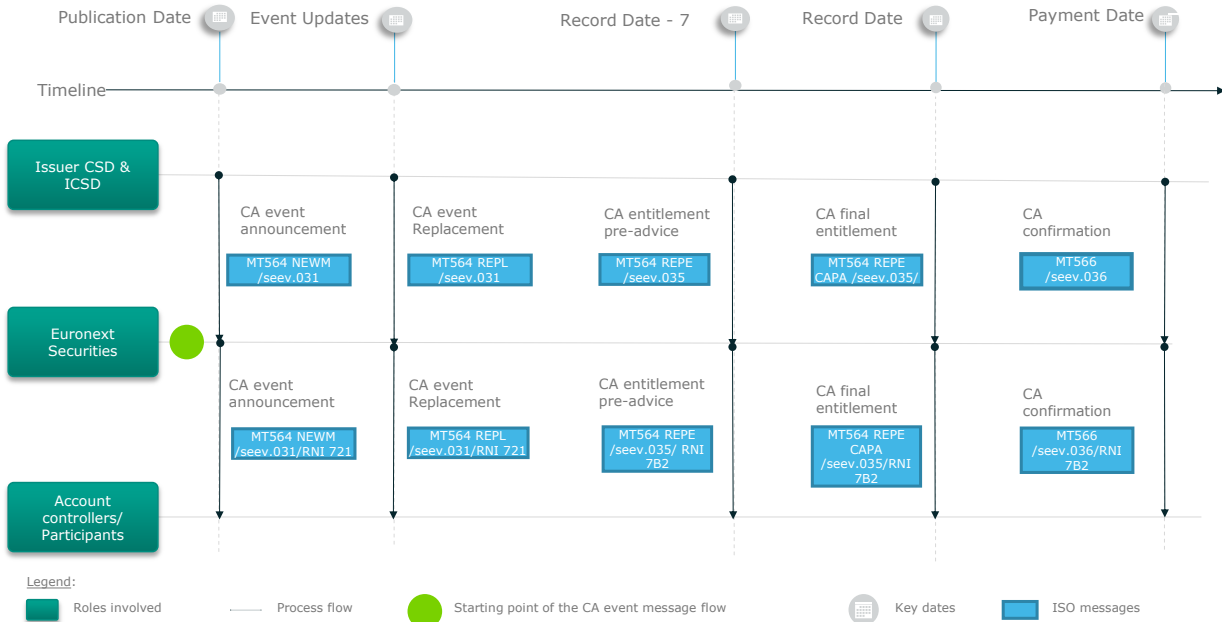 Publication Date
Event Updates
Record Date - 7
Record Date
Payment Date
Timeline
Issuer CSD &
ICSD
CA event
announcement
MT564 NEWM
/seev.031
CA event
Replacement
MT564 REPL
/seev.031
CA entitlement
pre-advice
MT564 REPE
/seev.035
CA final
entitlement
MT564 REPE
CAPA /seev.035/
CA
confirmation
MT566
/seev.036
Euronext
Securities
CA event
announcement
MT564 NEWM
/seev.031/RNI 721
CA event
Replacement
MT564 REPL
/seev.031/RNI 721
CA entitlement
pre-advice
MT564 REPE
/seev.035/ RNI
7B2
CA final
entitlement
MT564 REPE
CAPA
/seev.035/RNI
7B2
CA
confirmation
MT566
/seev.036/RNI
7B2
Account
controllers/
Participants
Legend:
Roles involved
Process flow
Starting point of the CA event message flow
Key dates
ISO messages